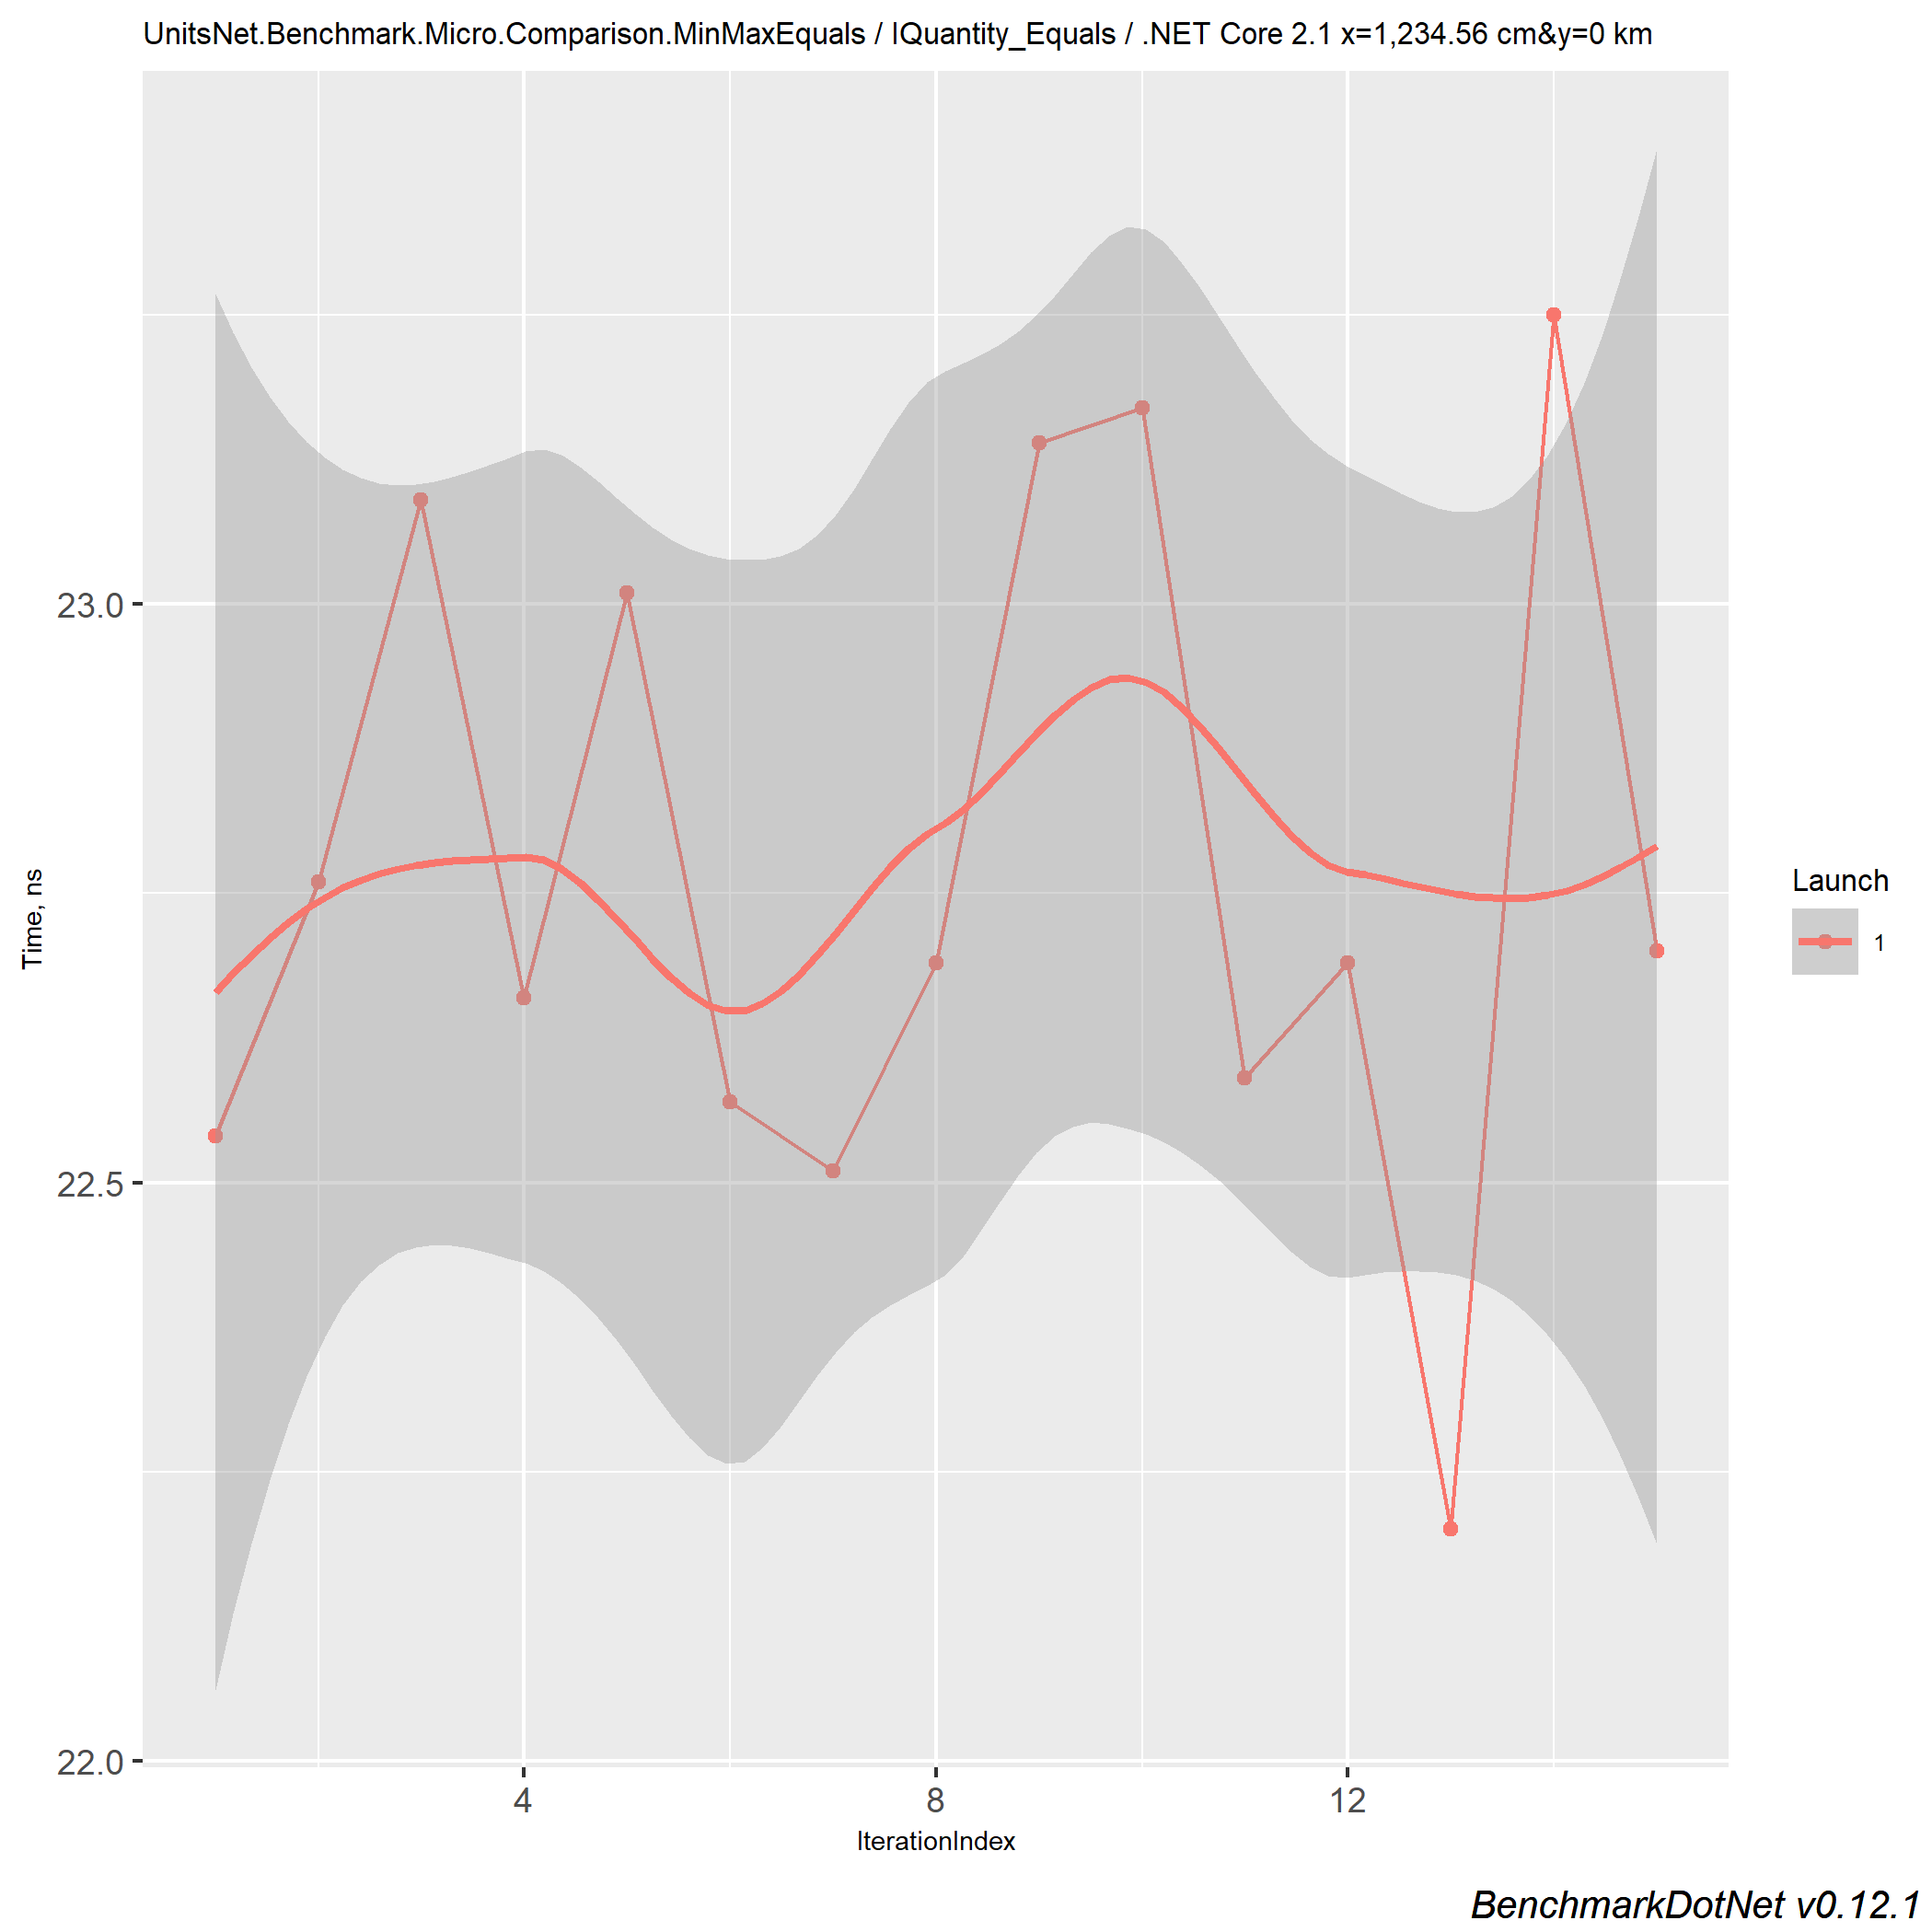 UnitsNet.Benchmark.Micro.Comparison.MinMaxEquals / IQuantity_Equals / .NET Core 2.1 x=1,234.56 cm&y=0 km
23.0
22.5
22.0
Time, ns
4
8
12
IterationIndex
Launch
1
BenchmarkDotNet v0.12.1